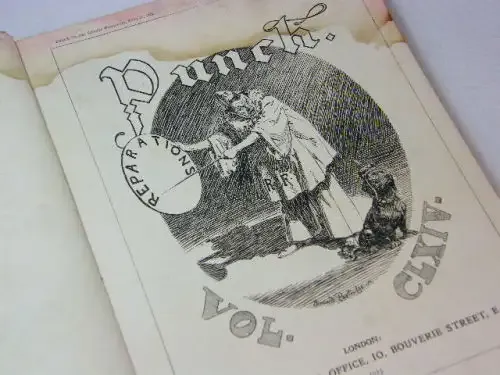 Punch.
REPARATIONS
R.F.
VOL. CLXIV.
LONDON:
OFFICE, 10, BOUVERIE STREET, E.